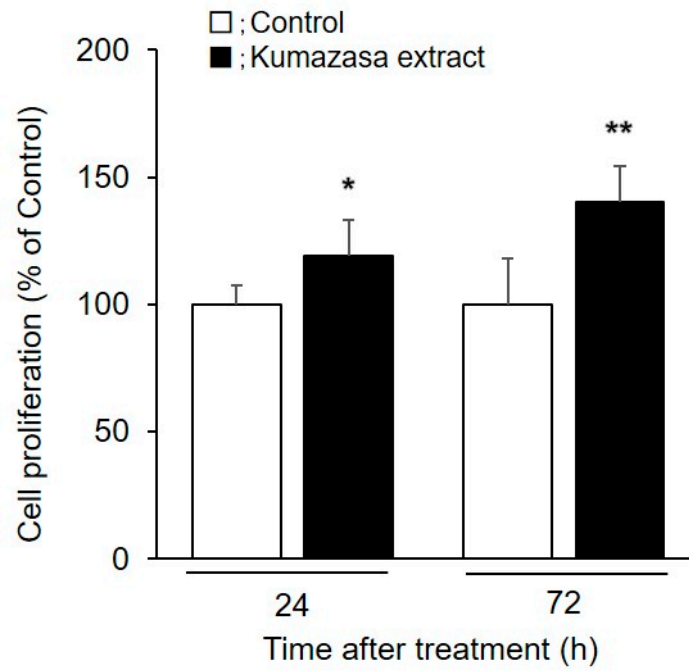 □ ; Control
■ ; Kumazasa extract
Cell proliferation (% of Control)
200
150
100
50
0
*
**
24
72
Time after treatment (h)